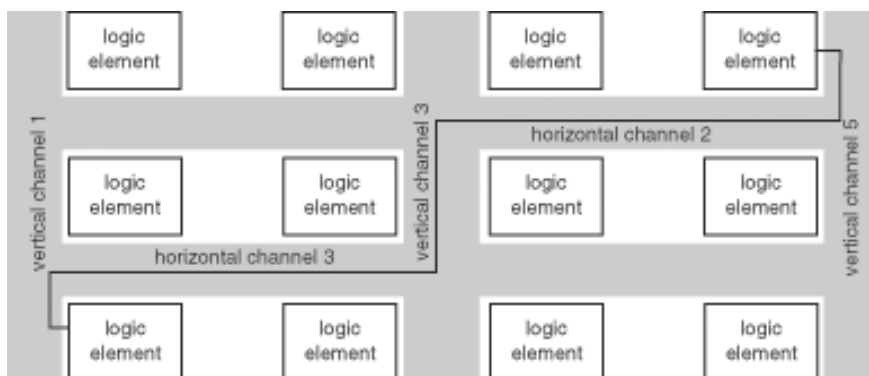 logic
element
logic
element
logic
element
logic
element
vertical channel 1
vertical channel 3
horizontal channel 2
vertical channel 5
logic
element
logic
element
logic
element
logic
element
horizontal channel 3
logic
element
logic
element
logic
element
logic
element